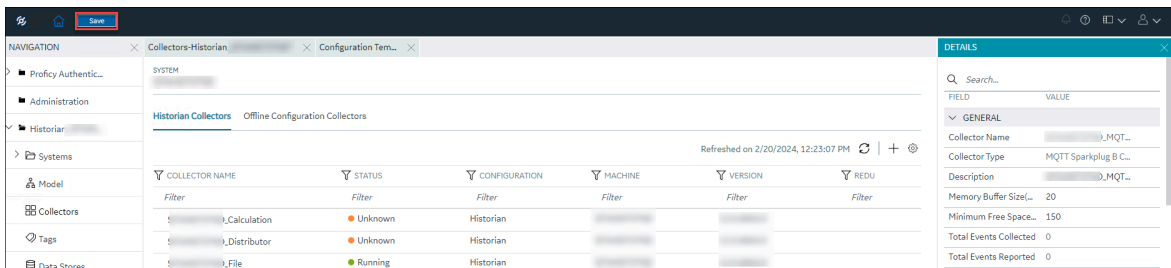 Save
NAVIGATION
Proficy Authentic...
Administration
Historian
Systems
Model
Collectors
Tags
Data Stores
Collectors-Historian_
Configuration Tem...
SYSTEM
Historian Collectors Offline Configuration Collectors
Refreshed on 2/20/2024, 12:23:07 PM
COLLECTOR NAME STATUS CONFIGURATION MACHINE VERSION REDU
Filter Filter Filter Filter Filter Filter
_Calculation Unknown Historian
_Distributor Unknown Historian
_File Running Historian
DETAILS
Search...
FIELD VALUE
GENERAL
Collector Name _MQT...
Collector Type MQTT Sparkplug B C...
Description _MQT...
Memory Buffer Size(... 20
Minimum Free Space... 150
Total Events Collected 0
Total Events Reported 0